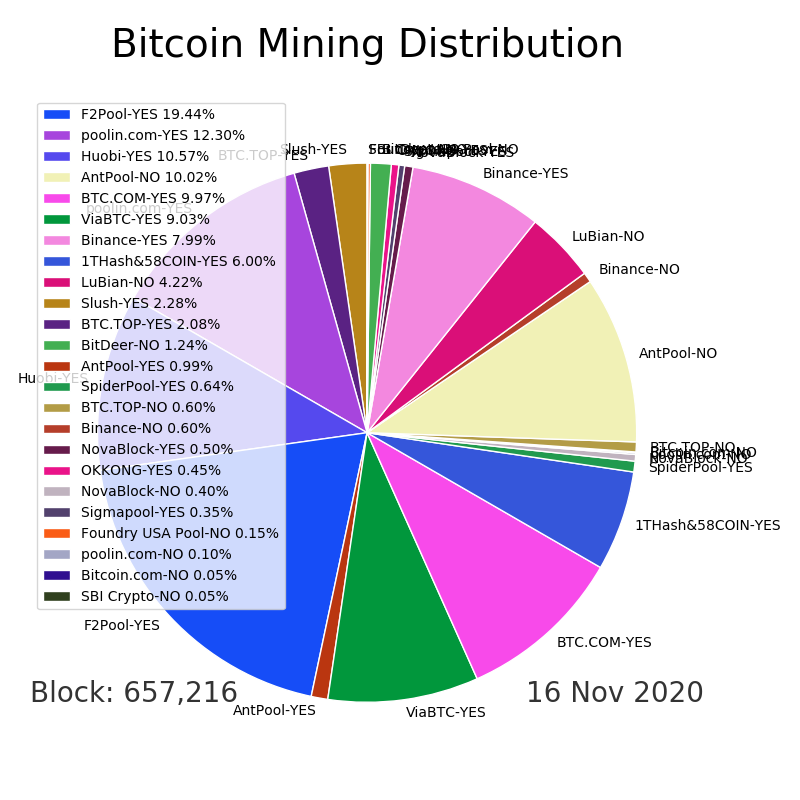 Bitcoin Mining Distribution
F2Pool-YES 19.44%
poolin.com-YES 12.30%
Huobi-YES 10.57%
AntPool-NO 10.02%
BTC.COM-YES 9.97%
ViaBTC-YES 9.03%
Binance-YES 7.99%
1THash&58COIN-YES 6.00%
LuBian-NO 4.22%
Slush-YES 2.28%
BTC.TOP-YES 2.08%
BitDeer-NO 1.24%
AntPool-YES 0.99%
SpiderPool-YES 0.64%
BTC.TOP-NO 0.60%
Binance-NO 0.60%
NovaBlock-YES 0.50%
OKKONG-YES 0.45%
NovaBlock-NO 0.40%
Sigmapool-YES 0.35%
Foundry USA Pool-NO 0.15%
poolin.com-NO 0.10%
Bitcoin.com-NO 0.05%
SBI Crypto-NO 0.05%
Slush-YES
BTC.TOP-YES
poolin.com-YES
Huobi-YES
F2Pool-YES
AntPool-YES
ViaBTC-YES
BTC.COM-YES
1THash&58COIN-YES
SpiderPool-YES
NovaBlock-NO
Bitcoin.com-NO
BTC.TOP-NO
AntPool-NO
Binance-NO
LuBian-NO
Binance-YES
NovaBlock-YES
Block: 657,216
16 Nov 2020